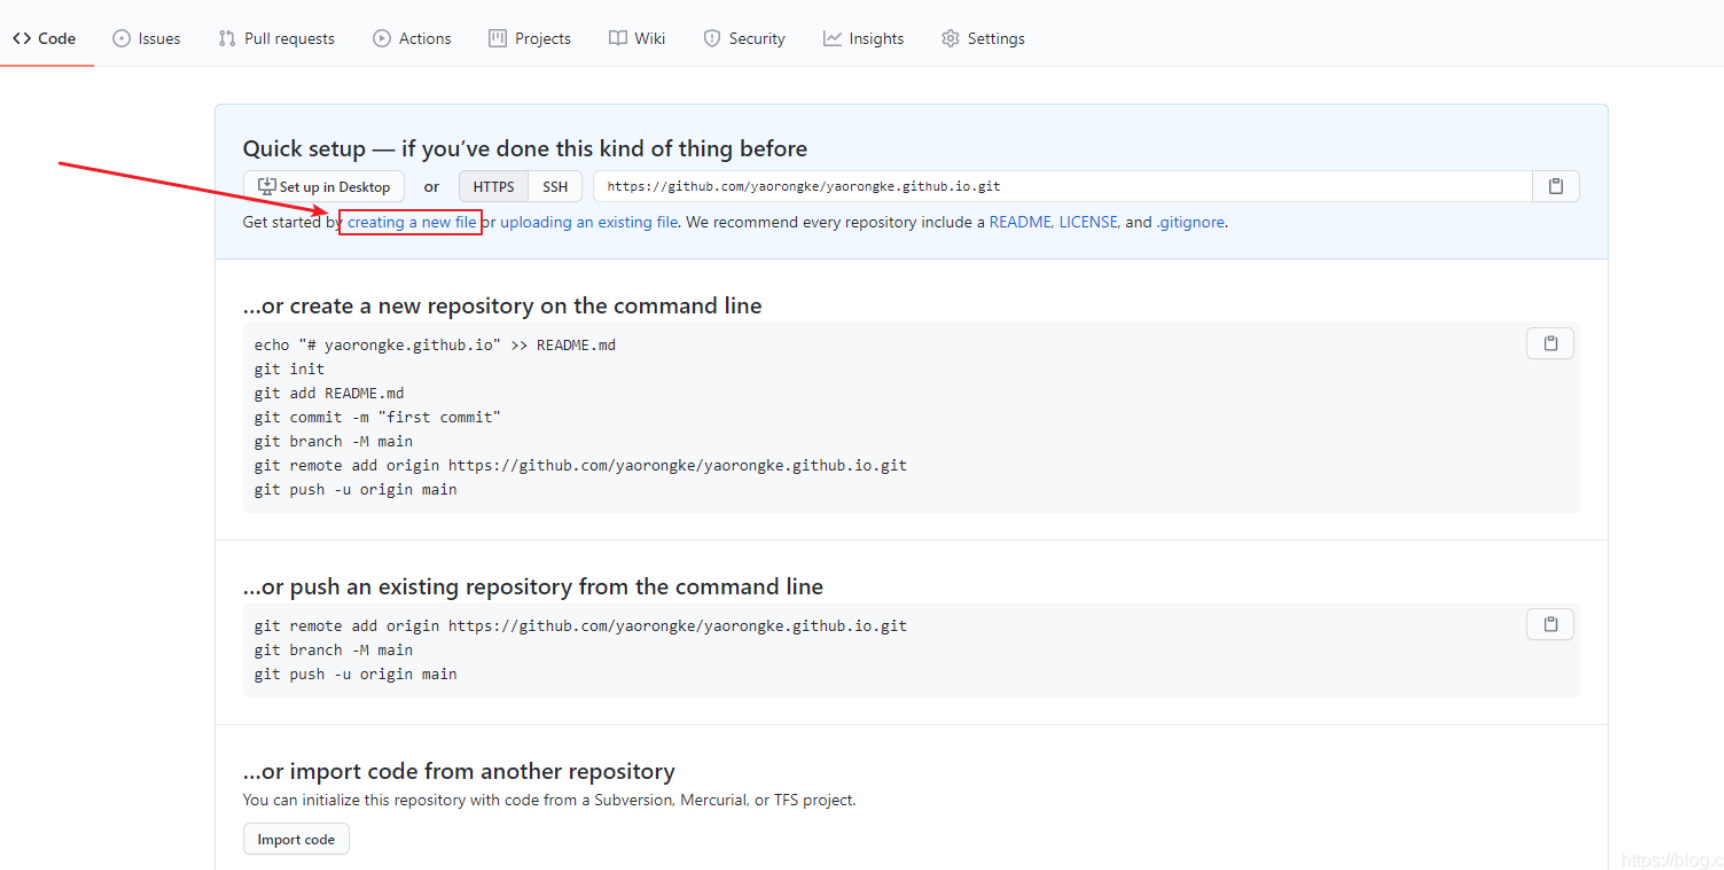 Code Issues Pull requests Actions Projects Wiki Security Insights Settings
Quick setup — if you’ve done this kind of thing before
Set up in Desktop or HTTPS SSH https://github.com/yaorongke/yaorongke.github.io.git
Get started by creating a new file or uploading an existing file. We recommend every repository include a README, LICENSE, and .gitignore.
…or create a new repository on the command line
echo "# yaorongke.github.io" >> README.md
git init
git add README.md
git commit -m "first commit"
git branch -M main
git remote add origin https://github.com/yaorongke/yaorongke.github.io.git
git push -u origin main
…or push an existing repository from the command line
git remote add origin https://github.com/yaorongke/yaorongke.github.io.git
git branch -M main
git push -u origin main
…or import code from another repository
You can initialize this repository with code from a Subversion, Mercurial, or TFS project.
Import code
https://blog.c